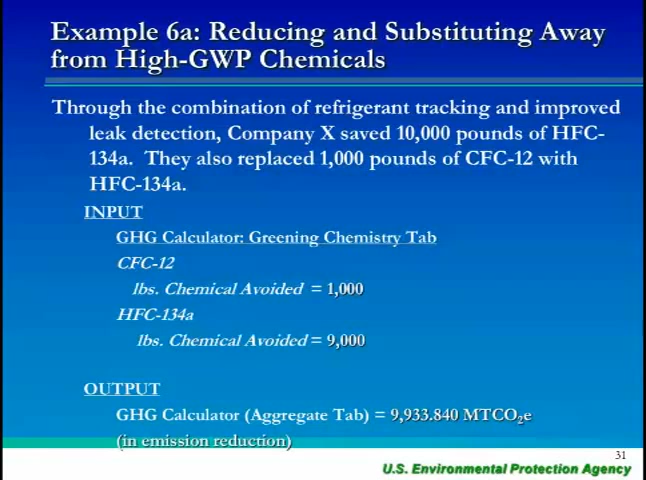 Example 6a: Reducing and Substituting Away
from High-GWP Chemicals
Through the combination of refrigerant tracking and improved
leak detection, Company X saved 10,000 pounds of HFC-
134a. They also replaced 1,000 pounds of CFC-12 with
HFC-134a.
INPUT
GHG Calculator: Greening Chemistry Tab
CFC-12
lbs. Chemical Avoided = 1,000
HFC-134a
lbs. Chemical Avoided = 9,000
OUTPUT
GHG Calculator (Aggregate Tab) = 9,933.840 MTCO₂e
(in emission reduction)
31
U.S. Environmental Protection Agency